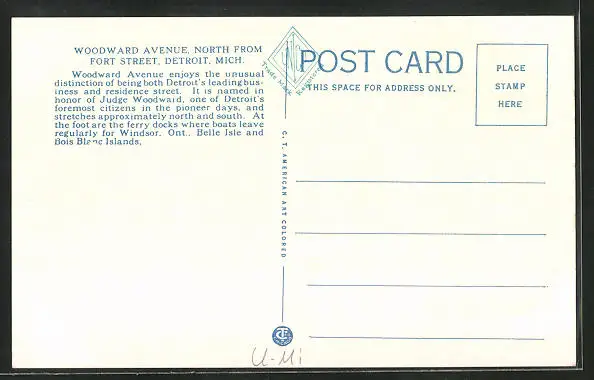 WOODWARD AVENUE, NORTH FROM
FORT STREET, DETROIT, MICH.
Woodward Avenue enjoys the unusual
distinction of being both Detroit's leading bus-
iness and residence street. It is named in
honor of Judge Woodward, one of Detroit's
foremost citizens in the pioneer days, and
stretches approximately north and south. At
the foot are the ferry docks where boats leave
regularly for Windsor, Ont., Belle Isle and
Bois Blanc Islands.
Trade Mark Registered
POST CARD
THIS SPACE FOR ADDRESS ONLY.
PLACE
STAMP
HERE
C. T. AMERICAN ART COLORED
U-Mi